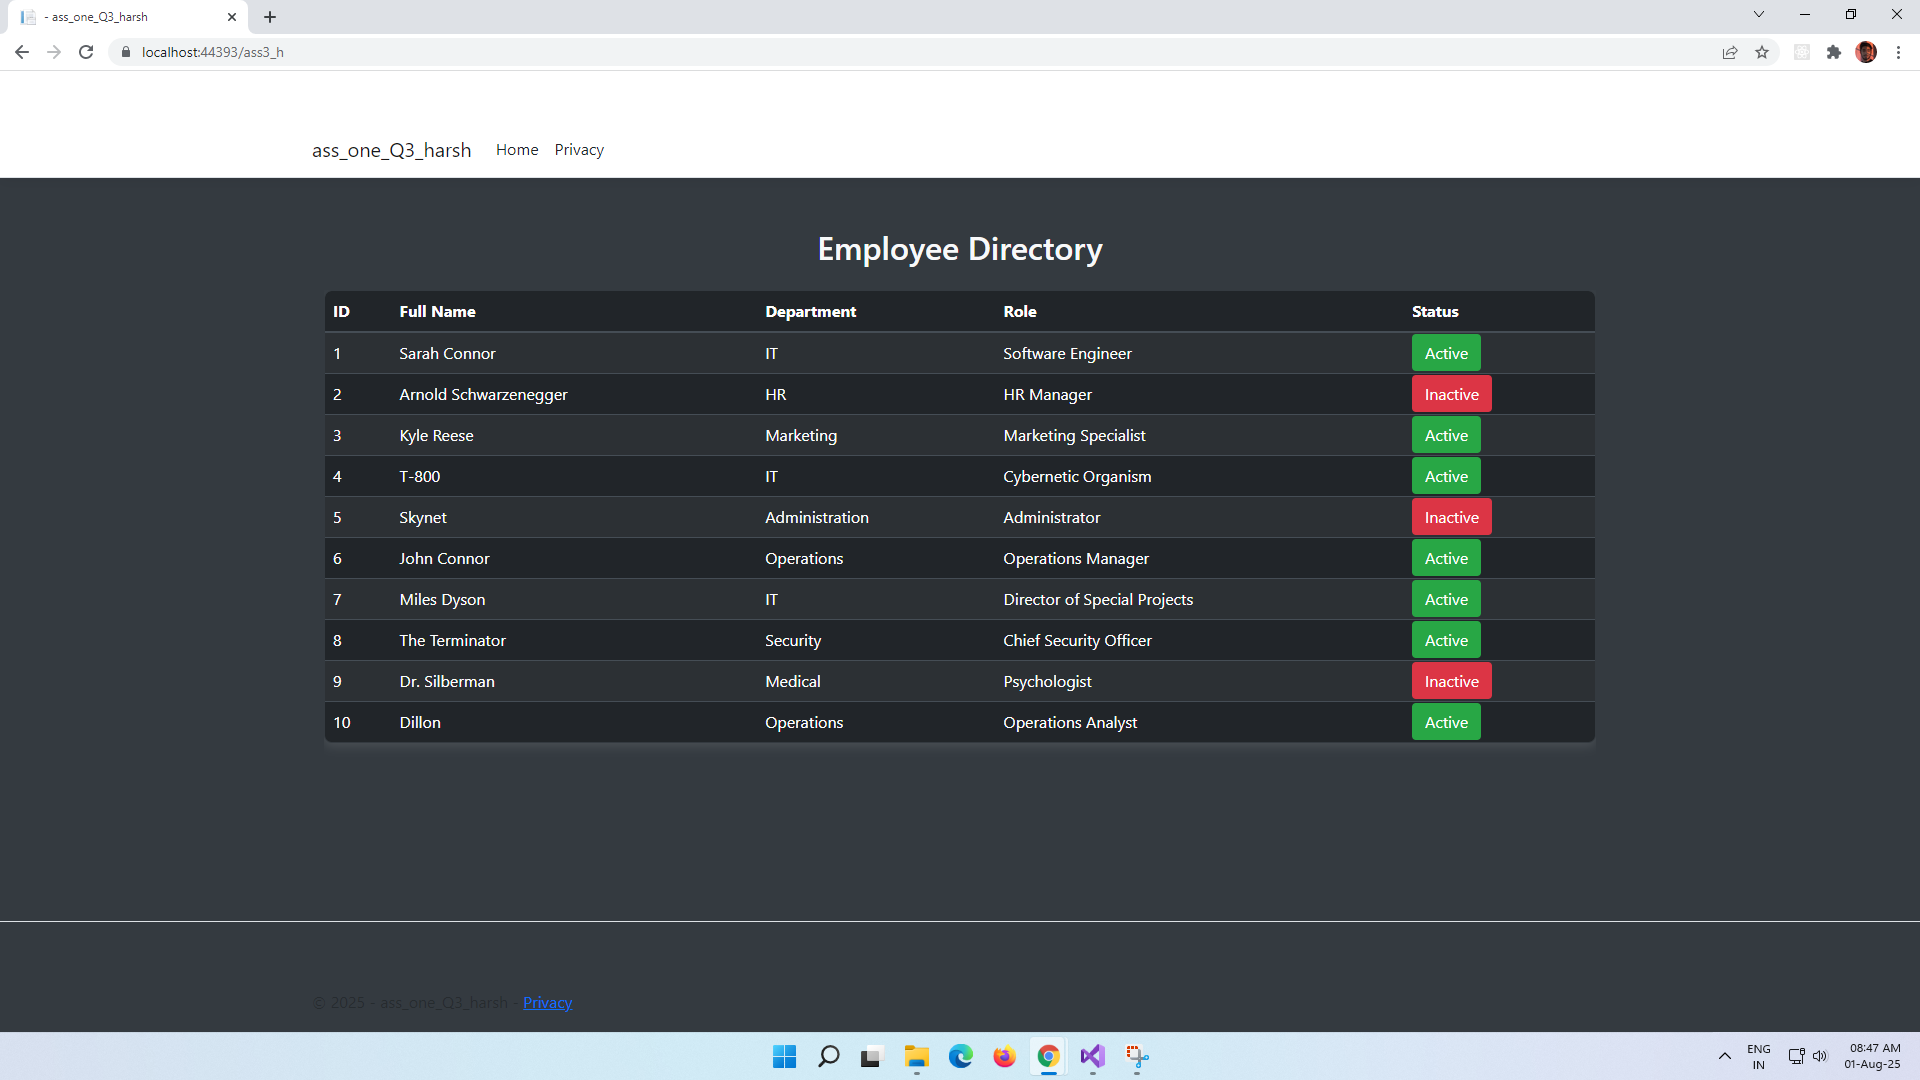 - ass_one_Q3_harsh
localhost:44393/ass3_h
ass_one_Q3_harsh Home Privacy
Employee Directory
ID Full Name Department Role Status
1 Sarah Connor IT Software Engineer Active
2 Arnold Schwarzenegger HR HR Manager Inactive
3 Kyle Reese Marketing Marketing Specialist Active
4 T-800 IT Cybernetic Organism Active
5 Skynet Administration Administrator Inactive
6 John Connor Operations Operations Manager Active
7 Miles Dyson IT Director of Special Projects Active
8 The Terminator Security Chief Security Officer Active
9 Dr. Silberman Medical Psychologist Inactive
10 Dillon Operations Operations Analyst Active
© 2025 - ass_one_Q3_harsh - Privacy
ENG
IN
08:47 AM
01-Aug-25